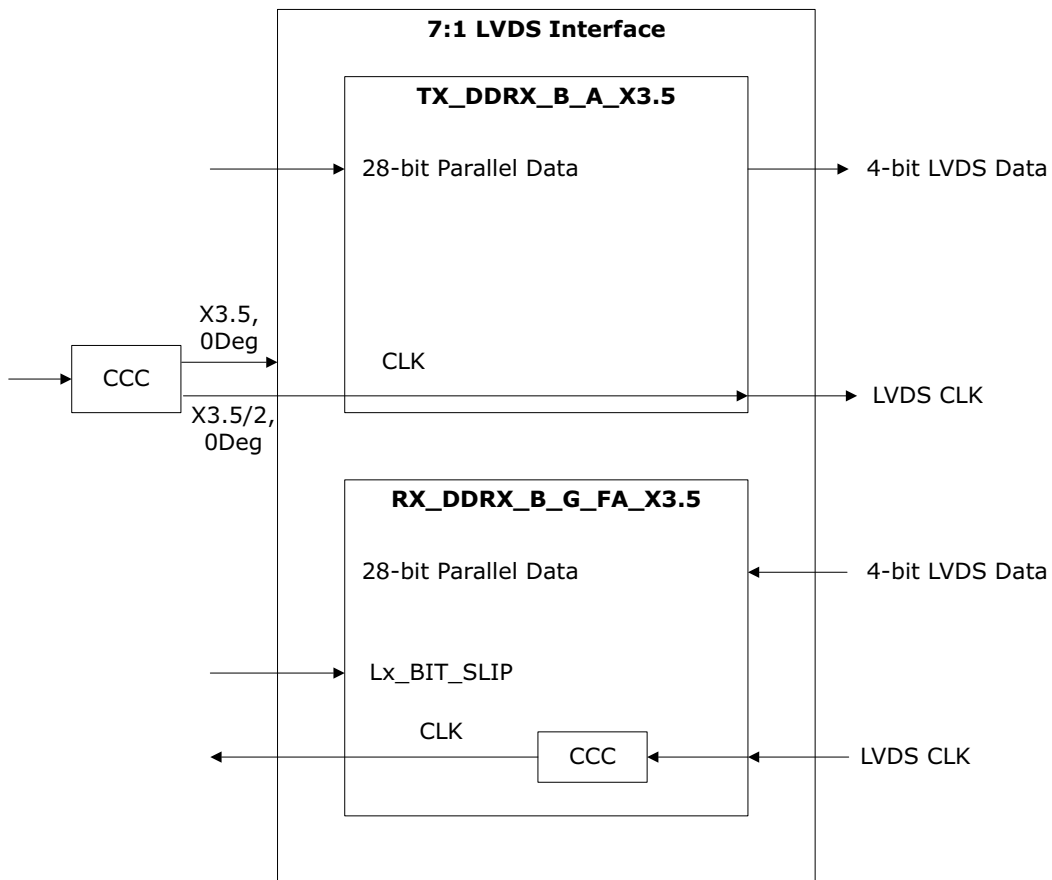 7:1 LVDS Interface
TX_DDRX_B_A_X3.5
28-bit Parallel Data
4-bit LVDS Data
X3.5,
0Deg
CLK
CCC
LVDS CLK
X3.5/2,
0Deg
RX_DDRX_B_G_FA_X3.5
28-bit Parallel Data
4-bit LVDS Data
Lx_BIT_SLIP
CLK
CCC
LVDS CLK